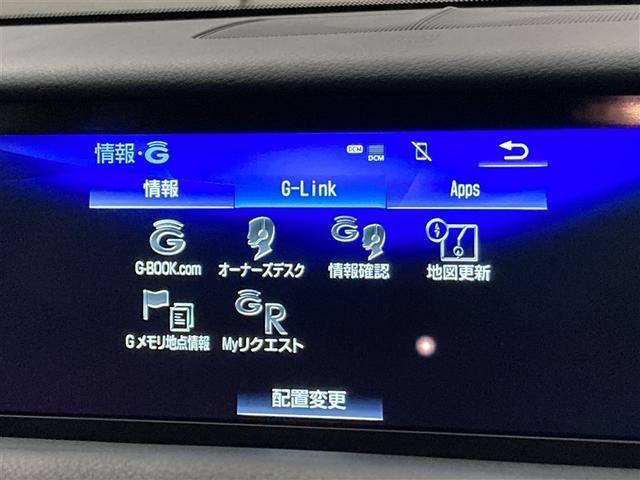 情報・G
DCM
DCM
情報
G-Link
Apps
G-BOOK.com
オーナーズデスク
情報確認
地図更新
Gメモリ地点情報
Myリクエスト
配置変更